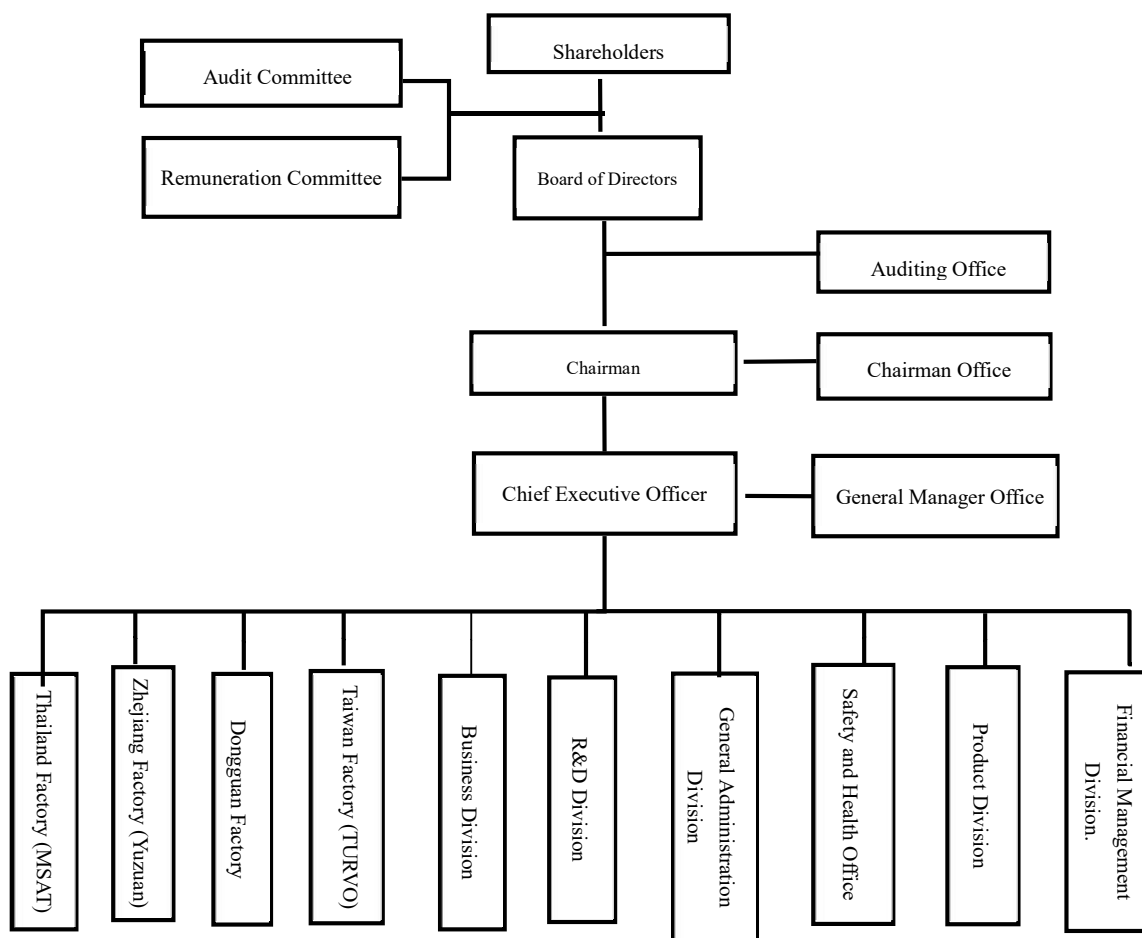 Shareholders
Audit Committee
Remuneration Committee
Board of Directors
Auditing Office
Chairman
Chairman Office
Chief Executive Officer
General Manager Office
Thailand Factory (MSAT)
Zhejiang Factory (Yuzuan)
Dongguan Factory
Taiwan Factory (TURVO)
Business Division
R&D Division
General Administration
Division
Safety and Health Office
Product Division
Financial Management
Division.